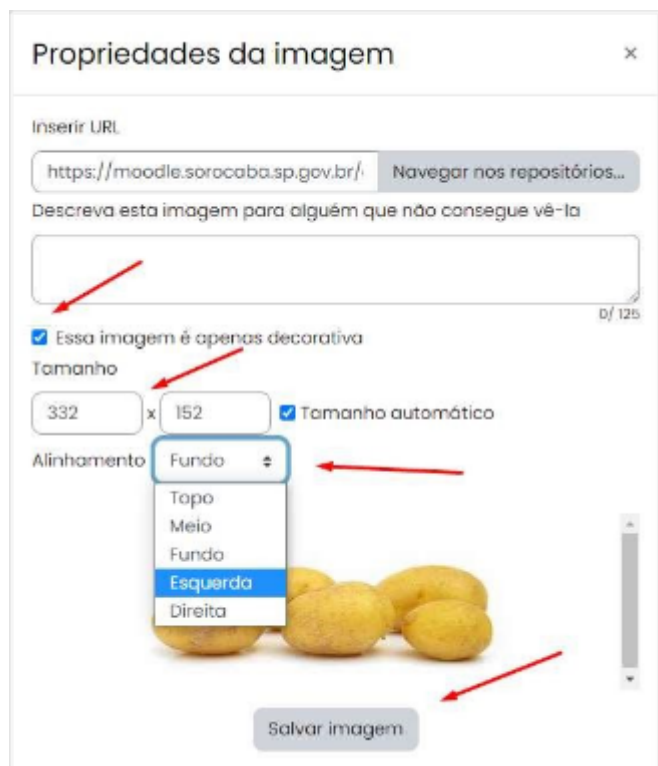 Propriedades da imagem ×
Inserir URL
https://moodle.sorocaba.sp.gov.br/ Navegar nos repositórios...
Descreva esta imagem para alguém que não consegue vê-la
0/ 125
Essa imagem é apenas decorativa
Tamanho
332 x 152 Tamanho automático
Alinhamento Fundo
Topo
Meio
Fundo
Esquerda
Direita
Salvar imagem